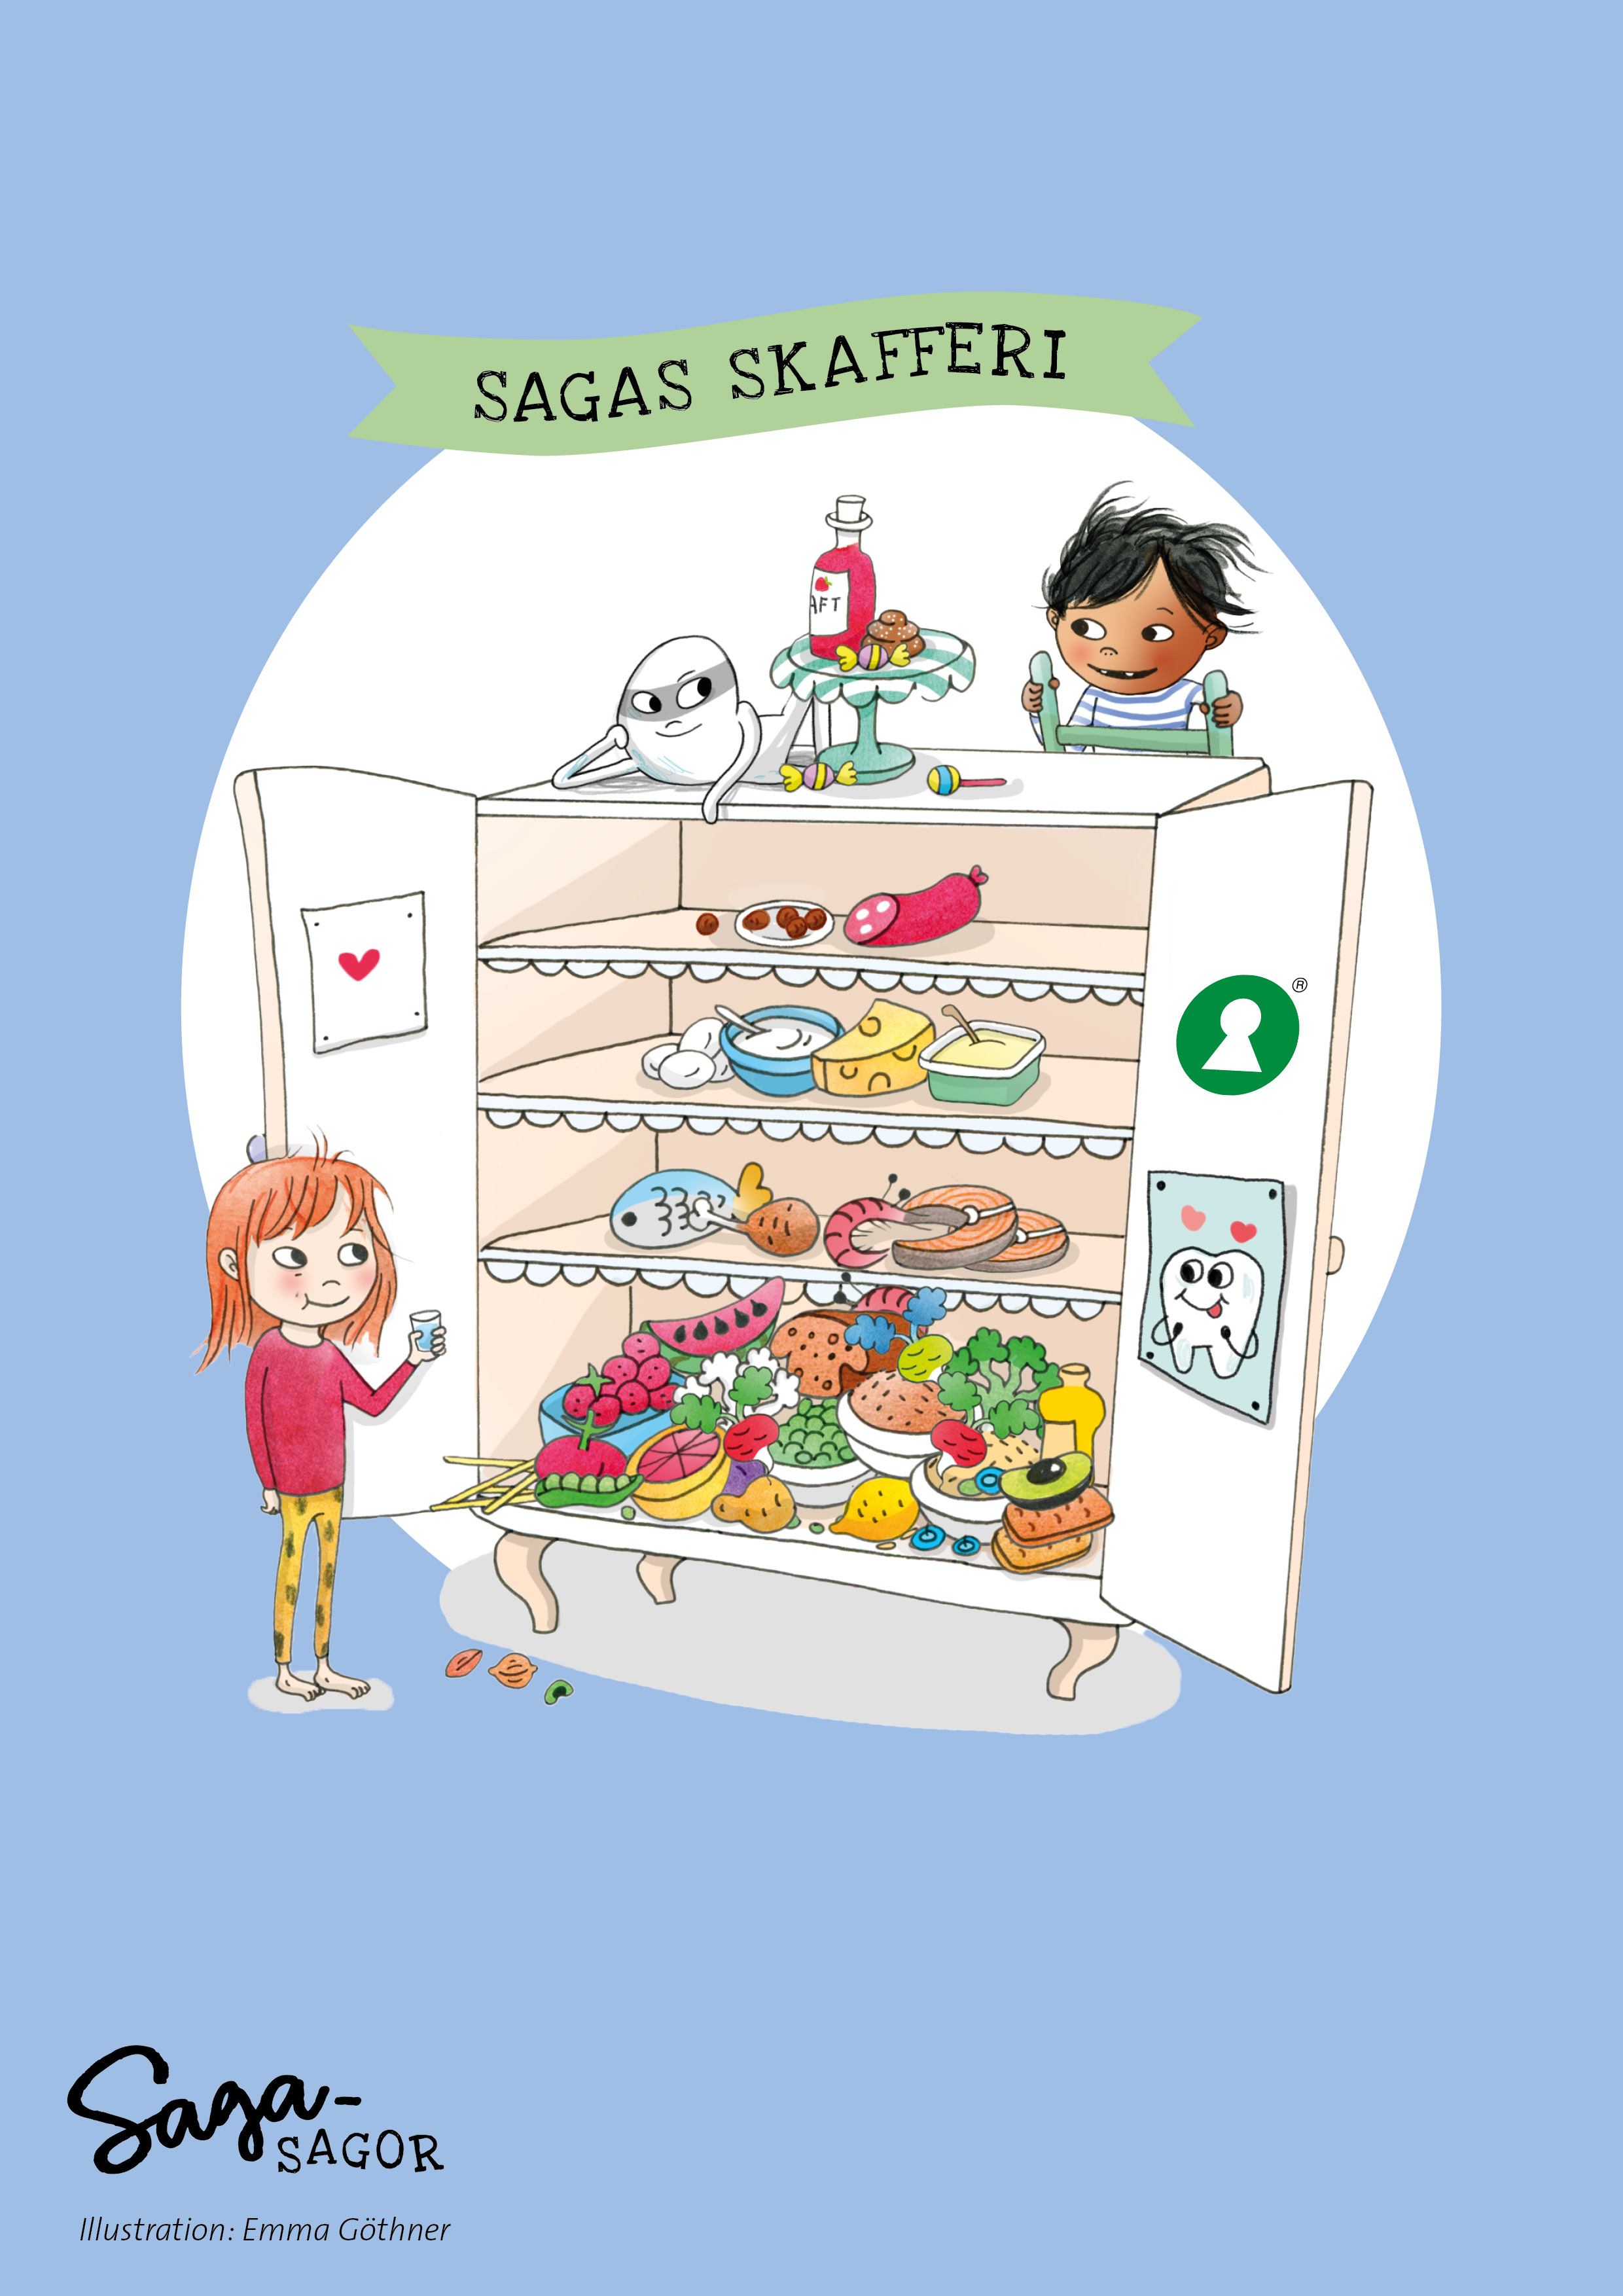 SAGAS SKAFFERI
AFT
®
Saga-
SAGOR
Illustration: Emma Göthner